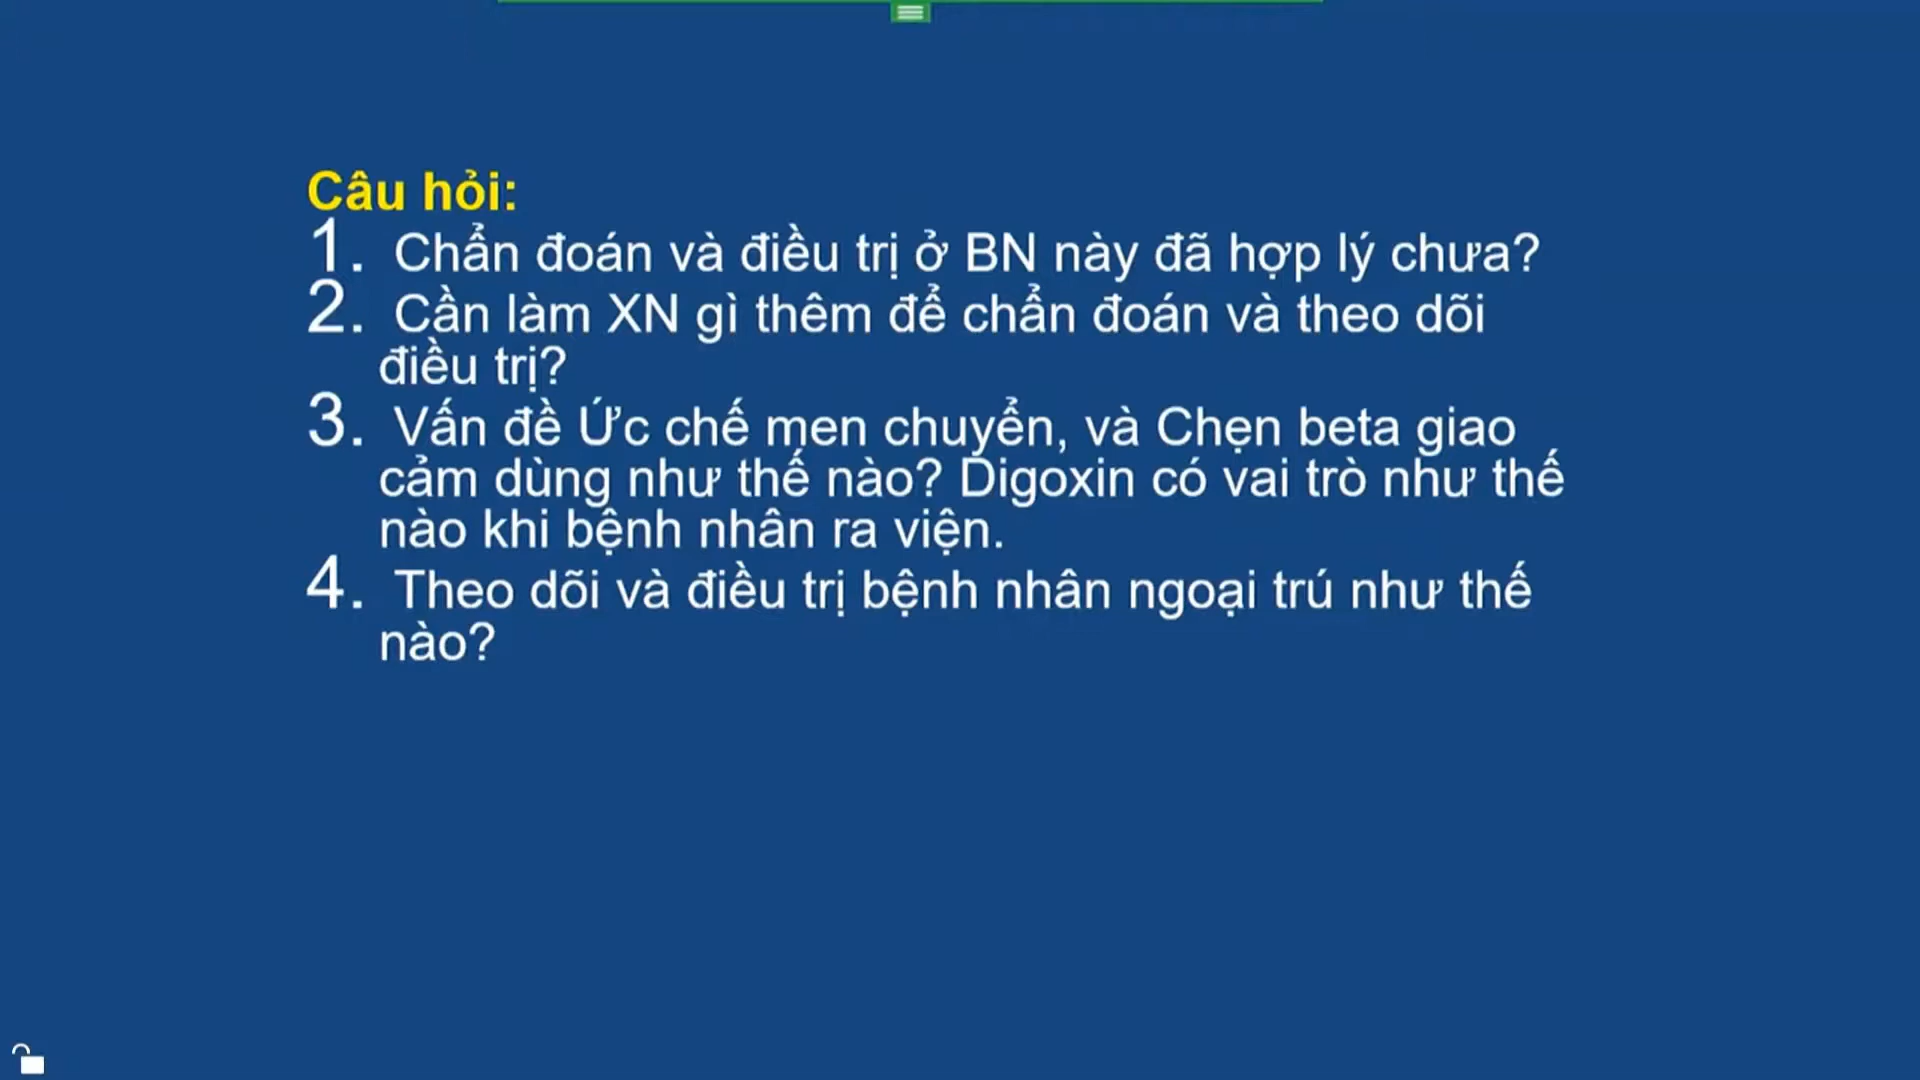 Câu hỏi:
1. Chẩn đoán và điều trị ở BN này đã hợp lý chưa?
2. Cần làm XN gì thêm để chẩn đoán và theo dõi
điều trị?
3. Vấn đề Ức chế men chuyển, và Chẹn beta giao
cảm dùng như thế nào? Digoxin có vai trò như thế
nào khi bệnh nhân ra viện.
4. Theo dõi và điều trị bệnh nhân ngoại trú như thế
nào?